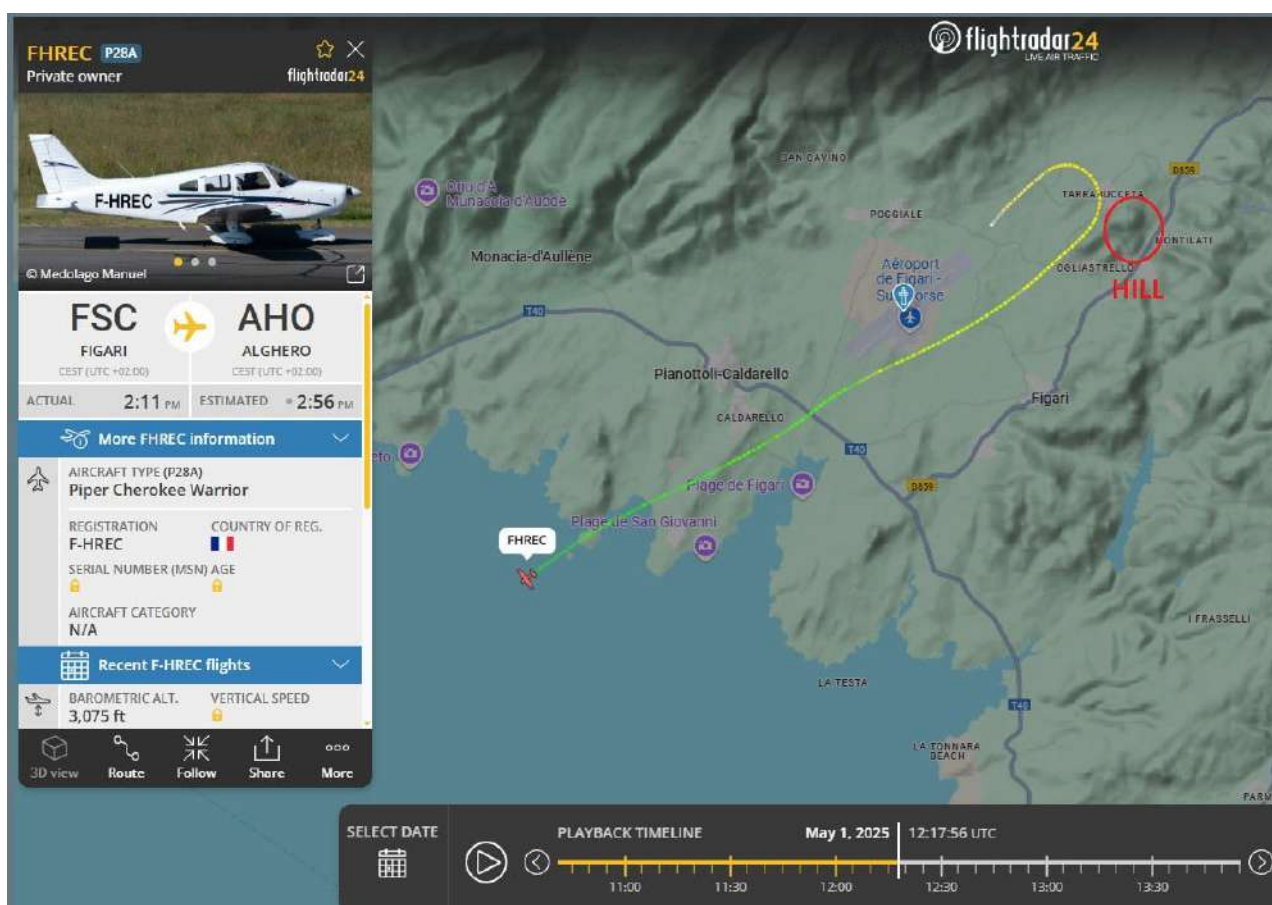 FHREC P28A
Private owner
flightradar24
F-HREC
© Medolago Manuel
FSC
AHO
FIGARI
ALGHERO
CEST (UTC +02:00)
CEST (UTC +02:00)
ACTUAL 2:11 PM
ESTIMATED 2:56 PM
More FHREC information
AIRCRAFT TYPE (P28A)
Piper Cherokee Warrior
REGISTRATION COUNTRY OF REG.
F-HREC
SERIAL NUMBER (MSN) AGE
AIRCRAFT CATEGORY
N/A
Recent F-HREC flights
BAROMETRIC ALT. VERTICAL SPEED
3,075 ft
3D view Route Follow Share More
flightradar24
LIVE AIR TRAFFIC
SAN GAVINO
D859
TARRABUCCETA
Munacia d'Auddè
POGGIALE
MONTILATI
Monacia-d'Aullène
Aéroport
de Figari -
OGLIASTRELLO
HILL
T40
Pianottoli-Caldarello
Figari
CALDARELLO
T40
Plage de Figari
D859
Plage de San Giovanni
FHREC
I FRASSELLI
LA TESTA
T40
LA TONNARA
BEACH
SELECT DATE
PLAYBACK TIMELINE
May 1, 2025 12:17:56 UTC
11:00 11:30 12:00 12:30 13:00 13:30